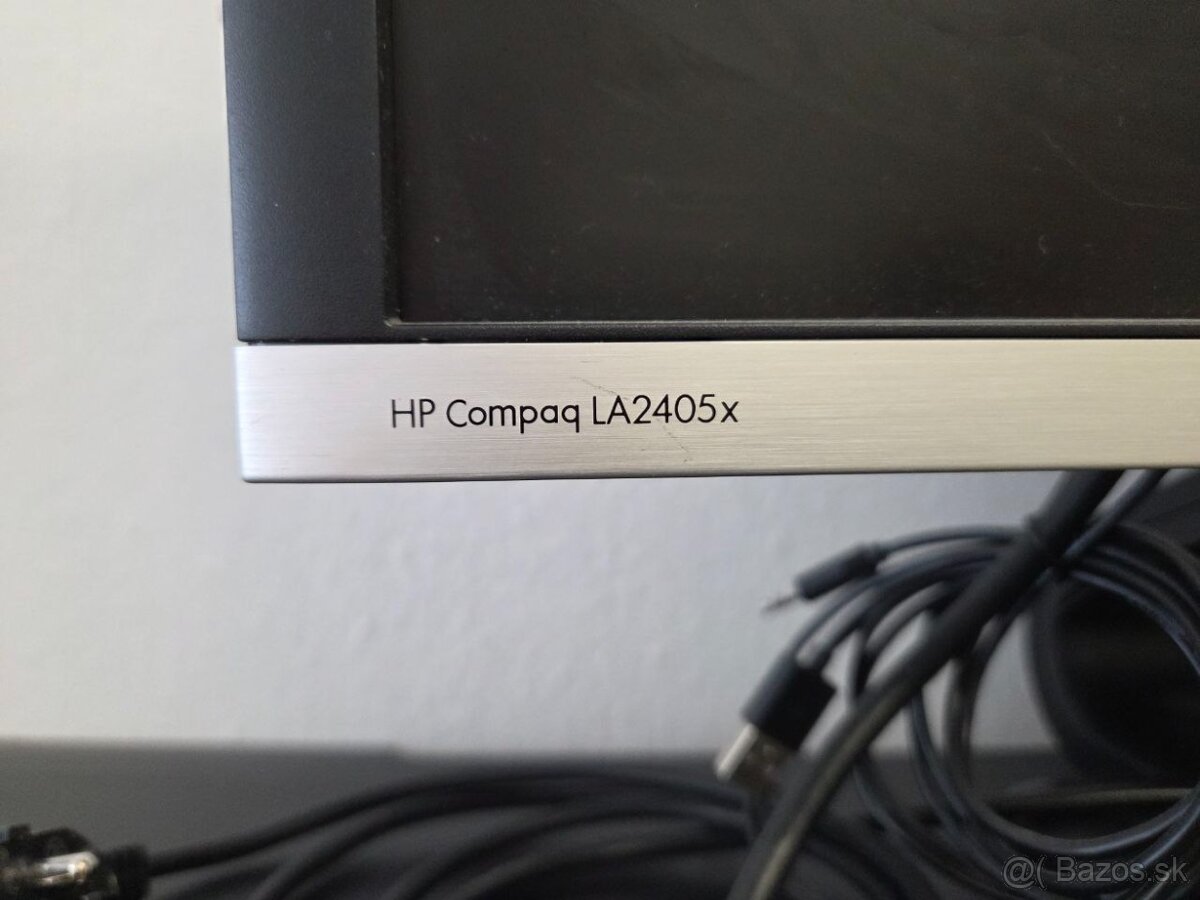 HP Compaq LA2405x
@( Bazos.sk